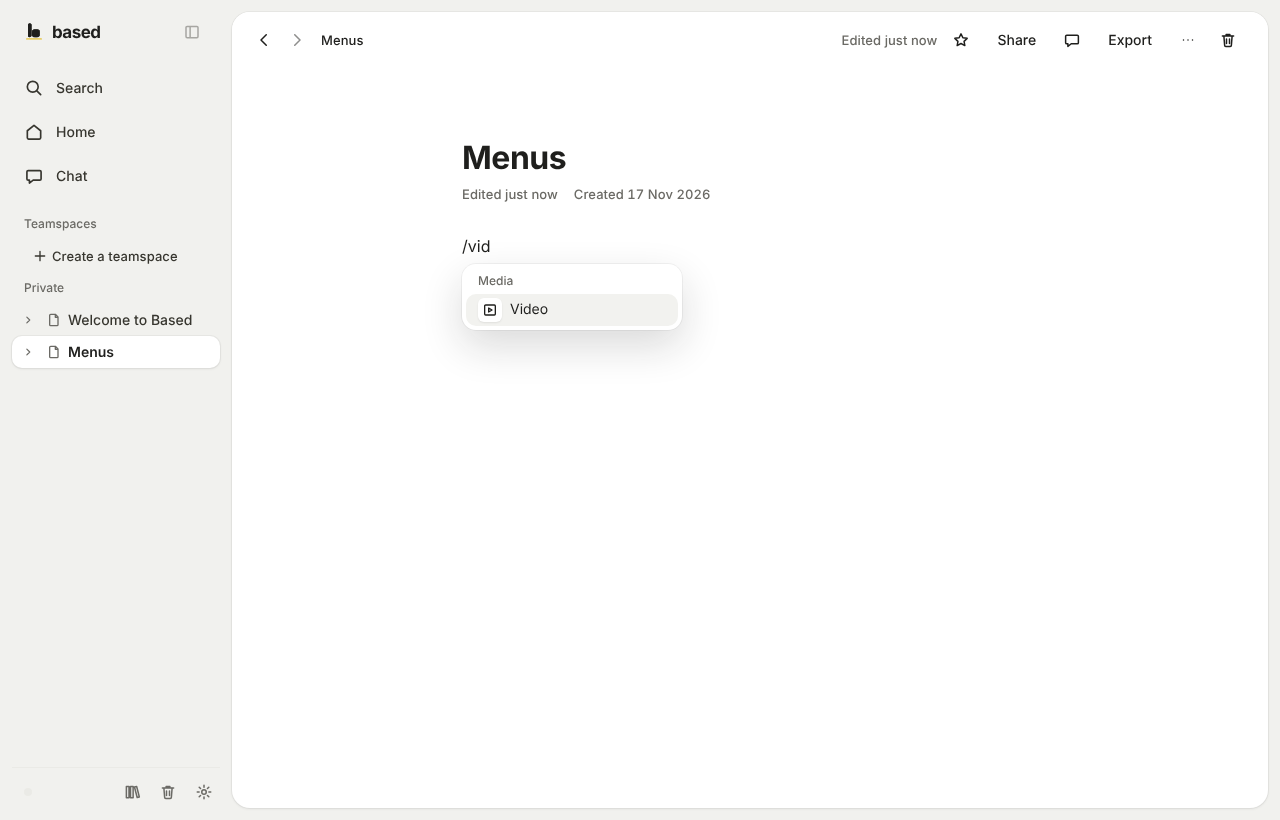 based
Search
Home
Chat
Teamspaces
Create a teamspace
Private
Welcome to Based
Menus
Menus
Edited just now
Share
Export
Menus
Edited just now Created 17 Nov 2026
/vid
Media
Video